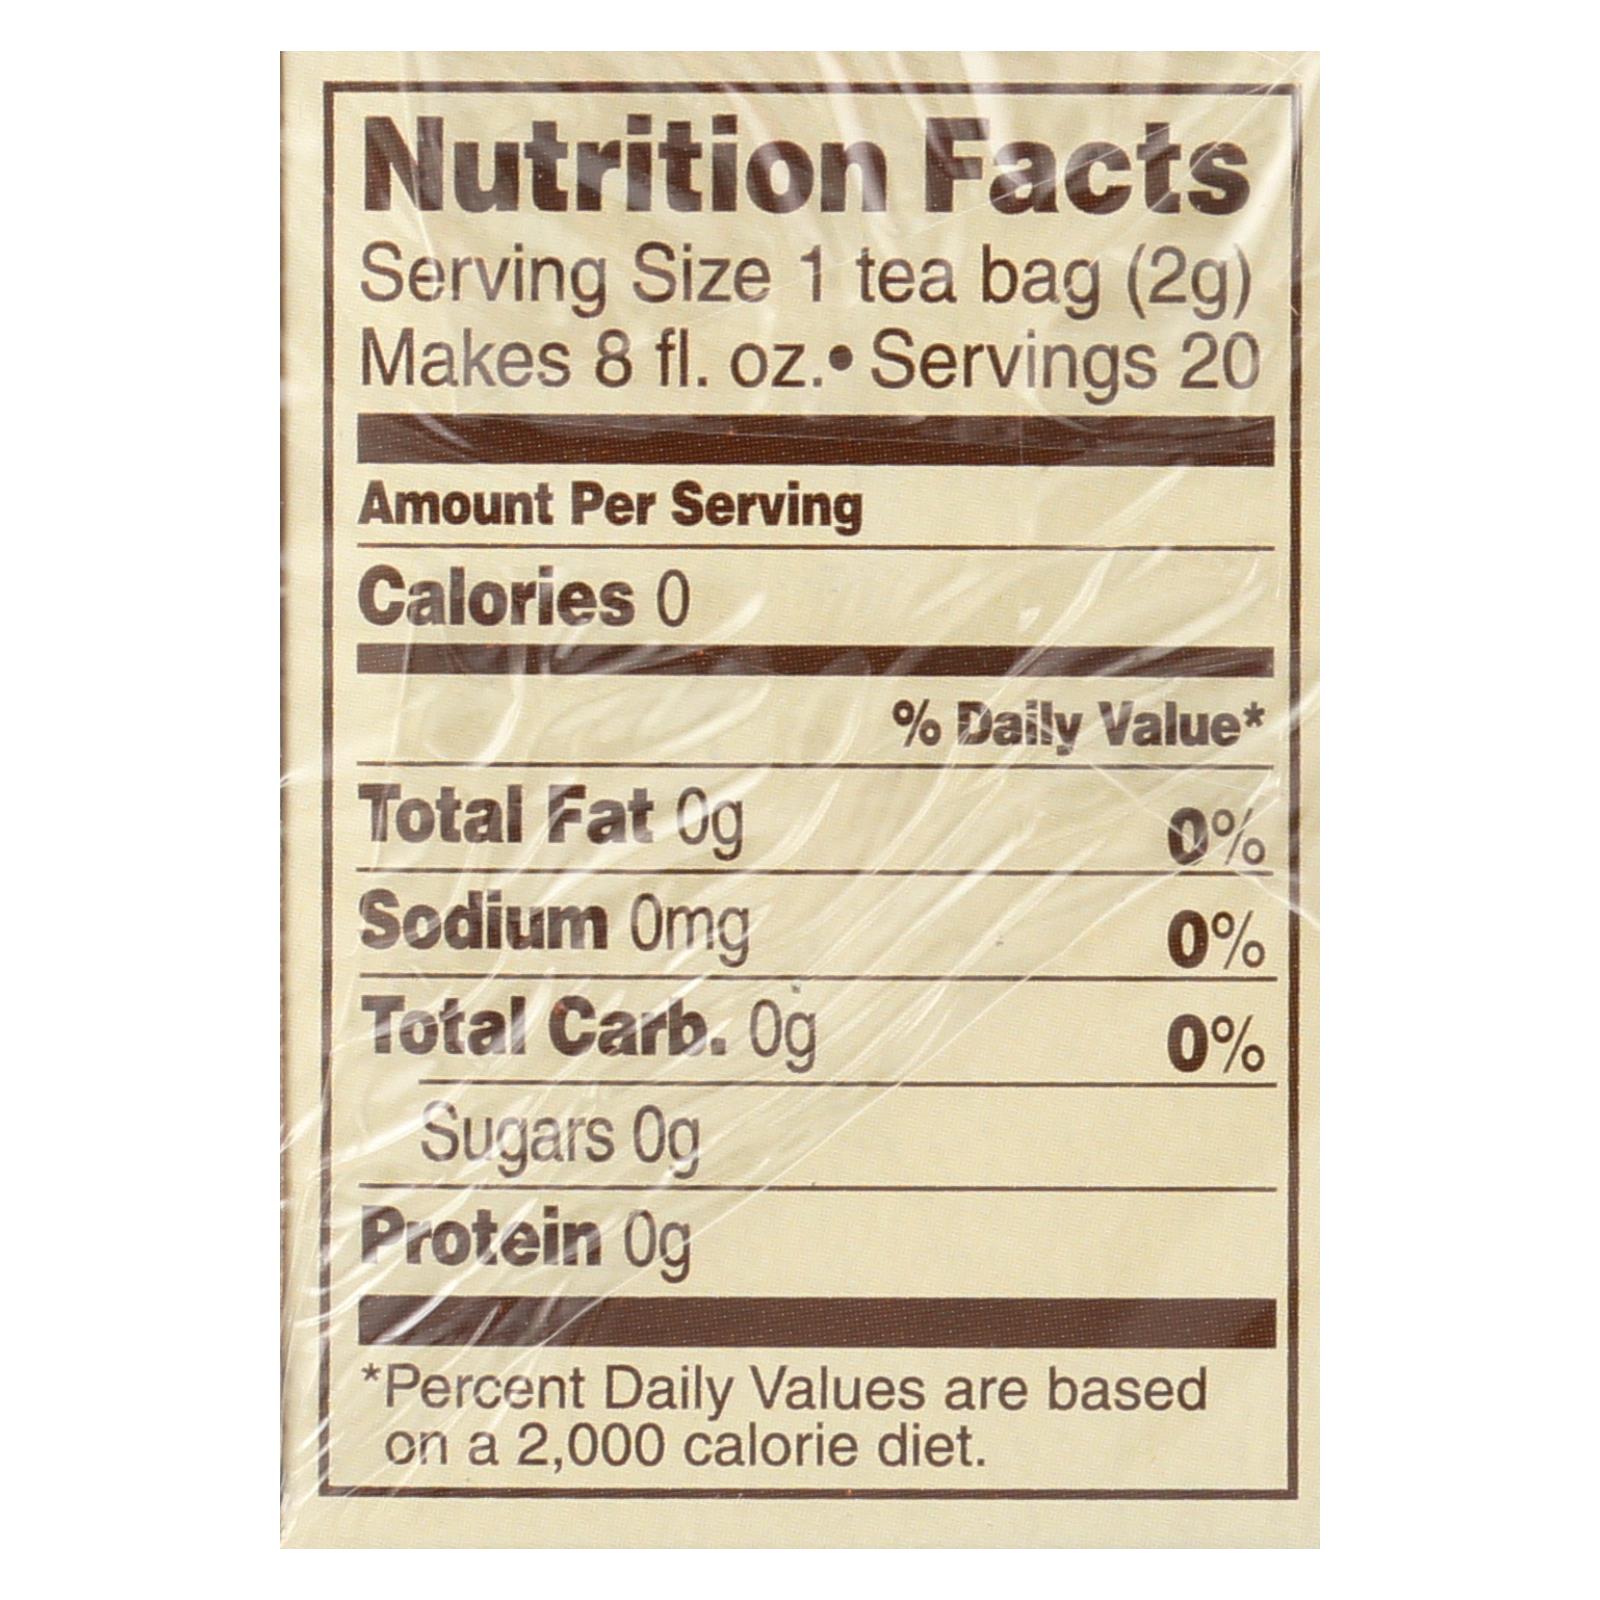 Nutrition Facts
Serving Size 1 tea bag (2g)
Makes 8 fl. oz.• Servings 20
Amount Per Serving
Calories 0
% Daily Value*
Total Fat 0g 0%
Sodium 0mg 0%
Total Carb. 0g 0%
Sugars 0g
Protein 0g
*Percent Daily Values are based
on a 2,000 calorie diet.